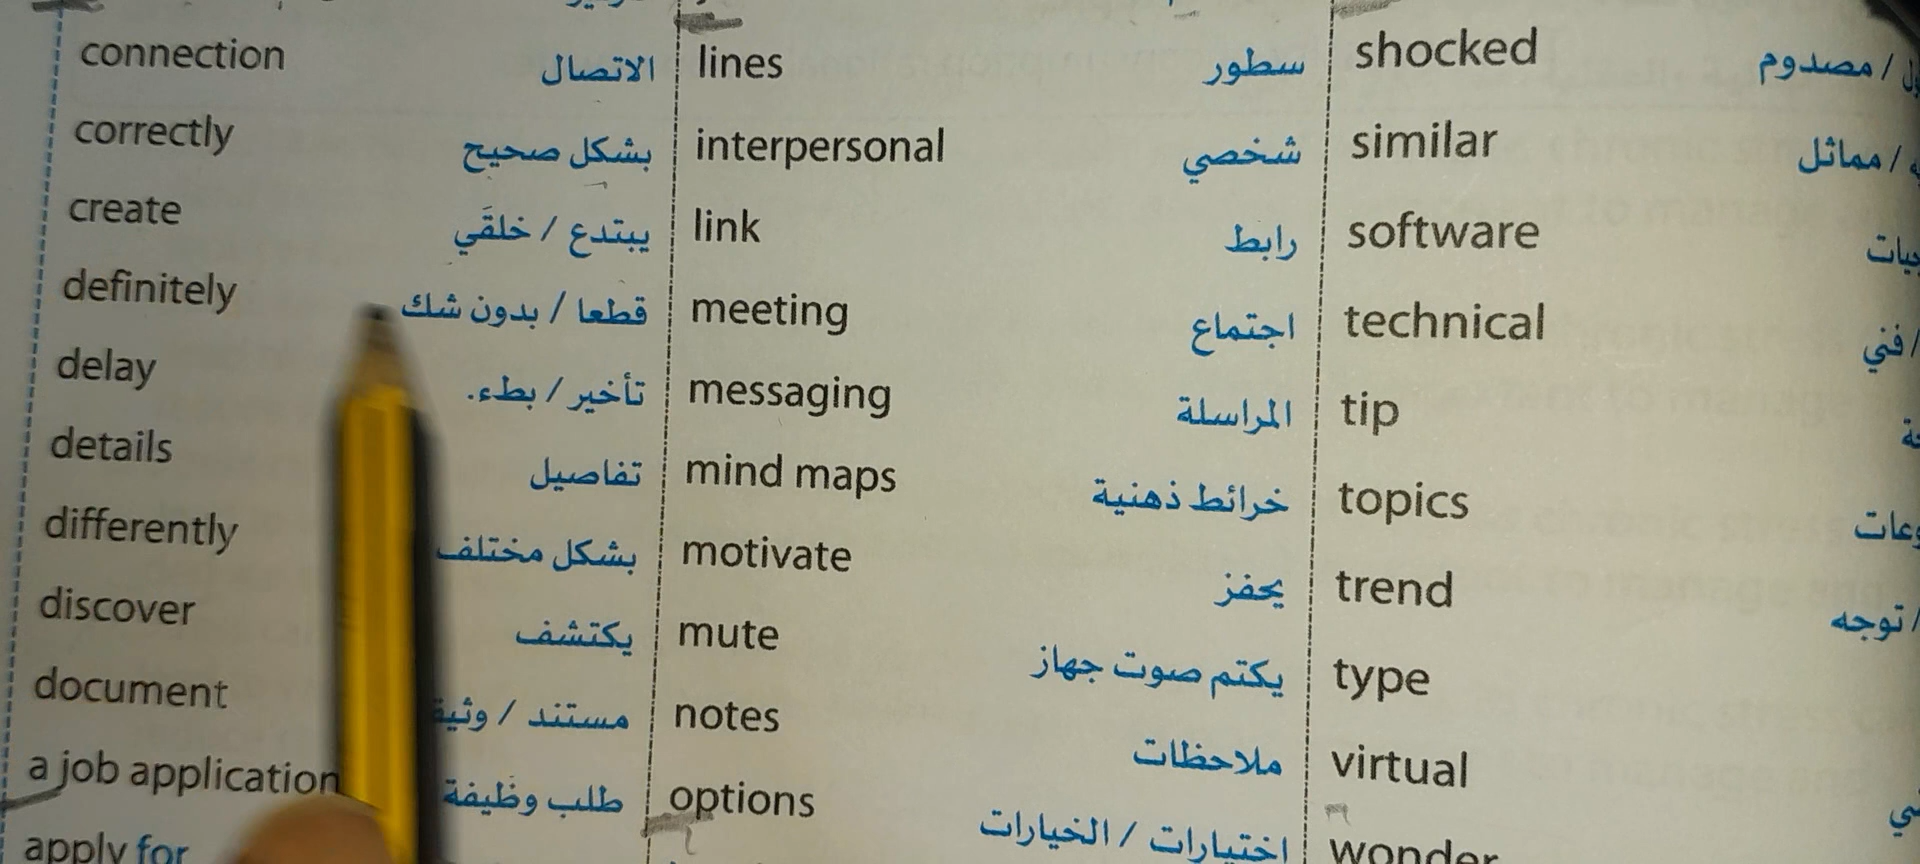 connection الاتصال
correctly بشكل صحيح
create يبتدع / خلقَي
definitely قطعا / بدون شك
delay تأخير / بطء.
details تفاصيل
differently بشكل مختلف
discover يكتشف
document مستند /
a job application طلب وظيفة
apply for
lines سطور
interpersonal شخصي
link رابط
meeting اجتماع
messaging المراسلة
mind maps خرائط ذهنية
motivate يحفز
mute يكتم صوت جهاز
notes ملاحظات
options اختيارات / الخيارات
shocked / مصدوم
similar / مماثل
software
technical / فني
tip
topics
trend / توجه
type
virtual
wonder